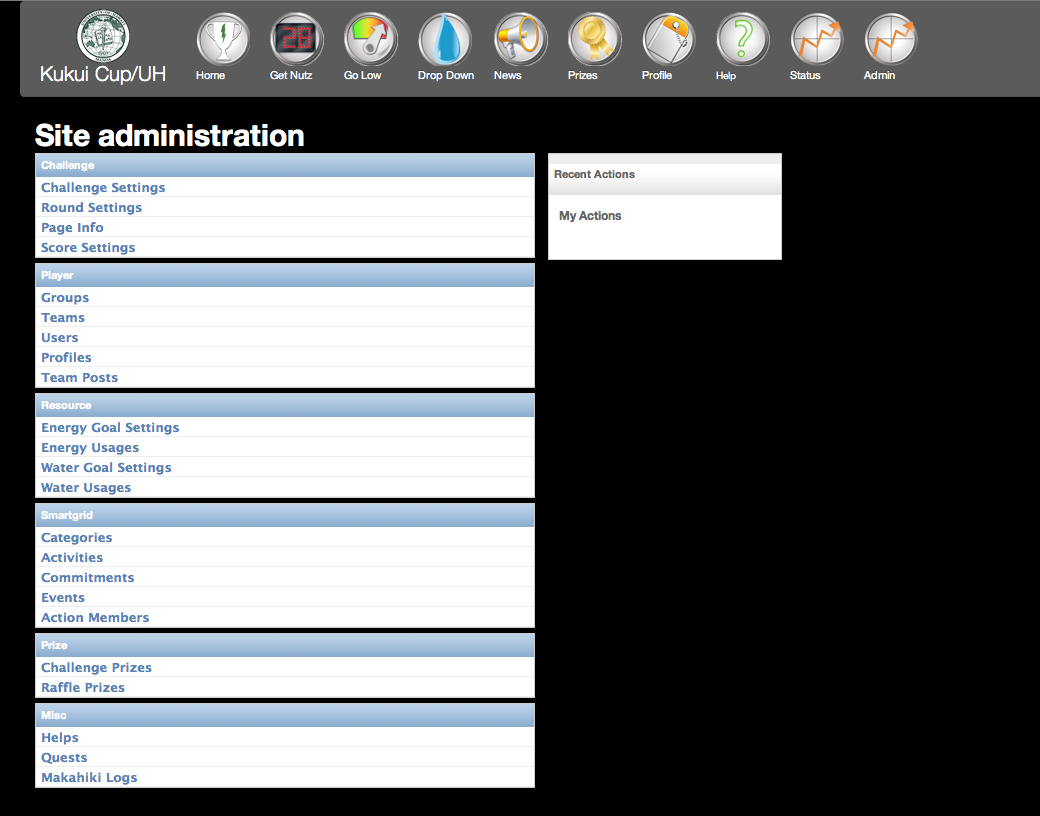 Kukui Cup/UH
Home
28
Get Nutz
Go Low
Drop Down
News
Prizes
Profile
?
Help
Status
Admin
Site administration
Challenge
Challenge Settings
Round Settings
Page Info
Score Settings
Player
Groups
Teams
Users
Profiles
Team Posts
Resource
Energy Goal Settings
Energy Usages
Water Goal Settings
Water Usages
Smartgrid
Categories
Activities
Commitments
Events
Action Members
Prize
Challenge Prizes
Raffle Prizes
Misc
Helps
Quests
Makahiki Logs
Recent Actions
My Actions